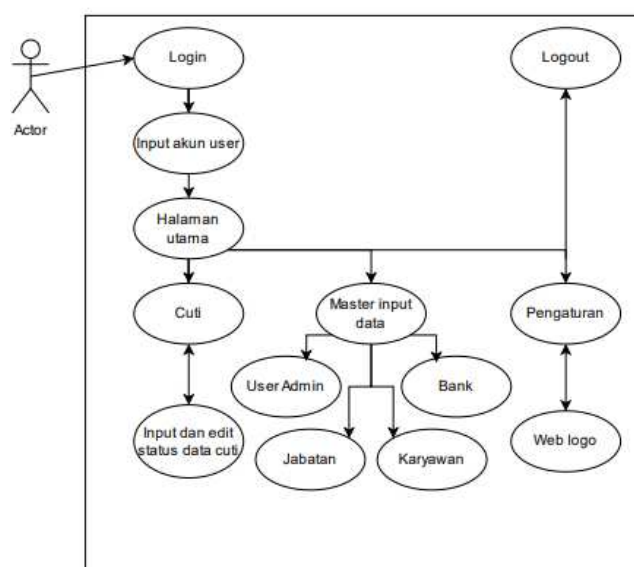 Login
Logout
Actor
Input akun user
Halaman
utama
Cuti
Master input
data
Pengaturan
User Admin
Bank
Input dan edit
status data cuti
Jabatan
Karyawan
Web logo